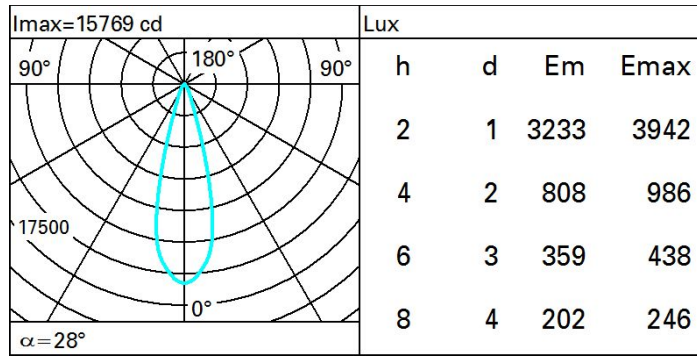 Imax=15769 cd
90° 180° 90°
17500
0°
α=28°
Lux
h d Em Emax
2 1 3233 3942
4 2 808 986
6 3 359 438
8 4 202 246